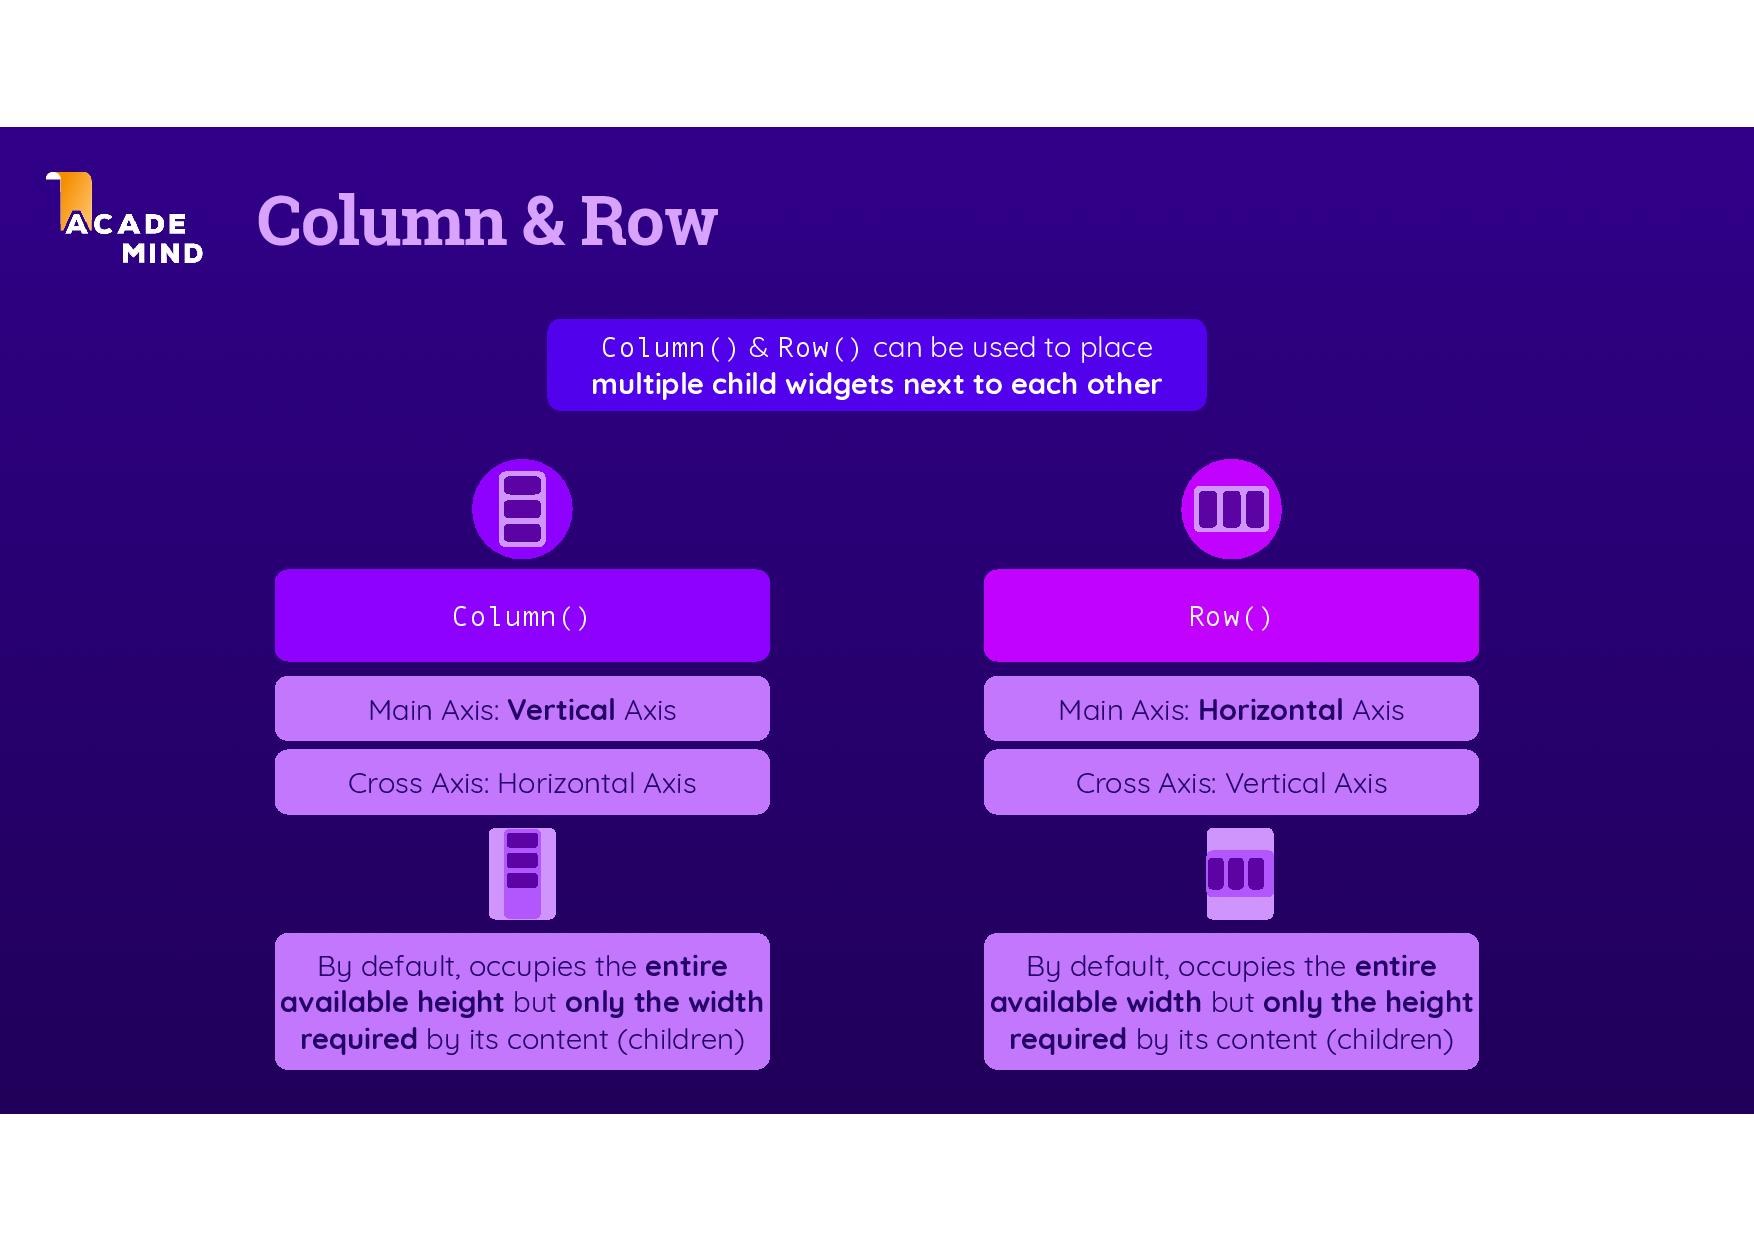 ACADE
MIND
Column & Row
Column() & Row() can be used to place
multiple child widgets next to each other
Column()
Main Axis: Vertical Axis
Cross Axis: Horizontal Axis
By default, occupies the entire
available height but only the width
required by its content (children)
Row()
Main Axis: Horizontal Axis
Cross Axis: Vertical Axis
By default, occupies the entire
available width but only the height
required by its content (children)